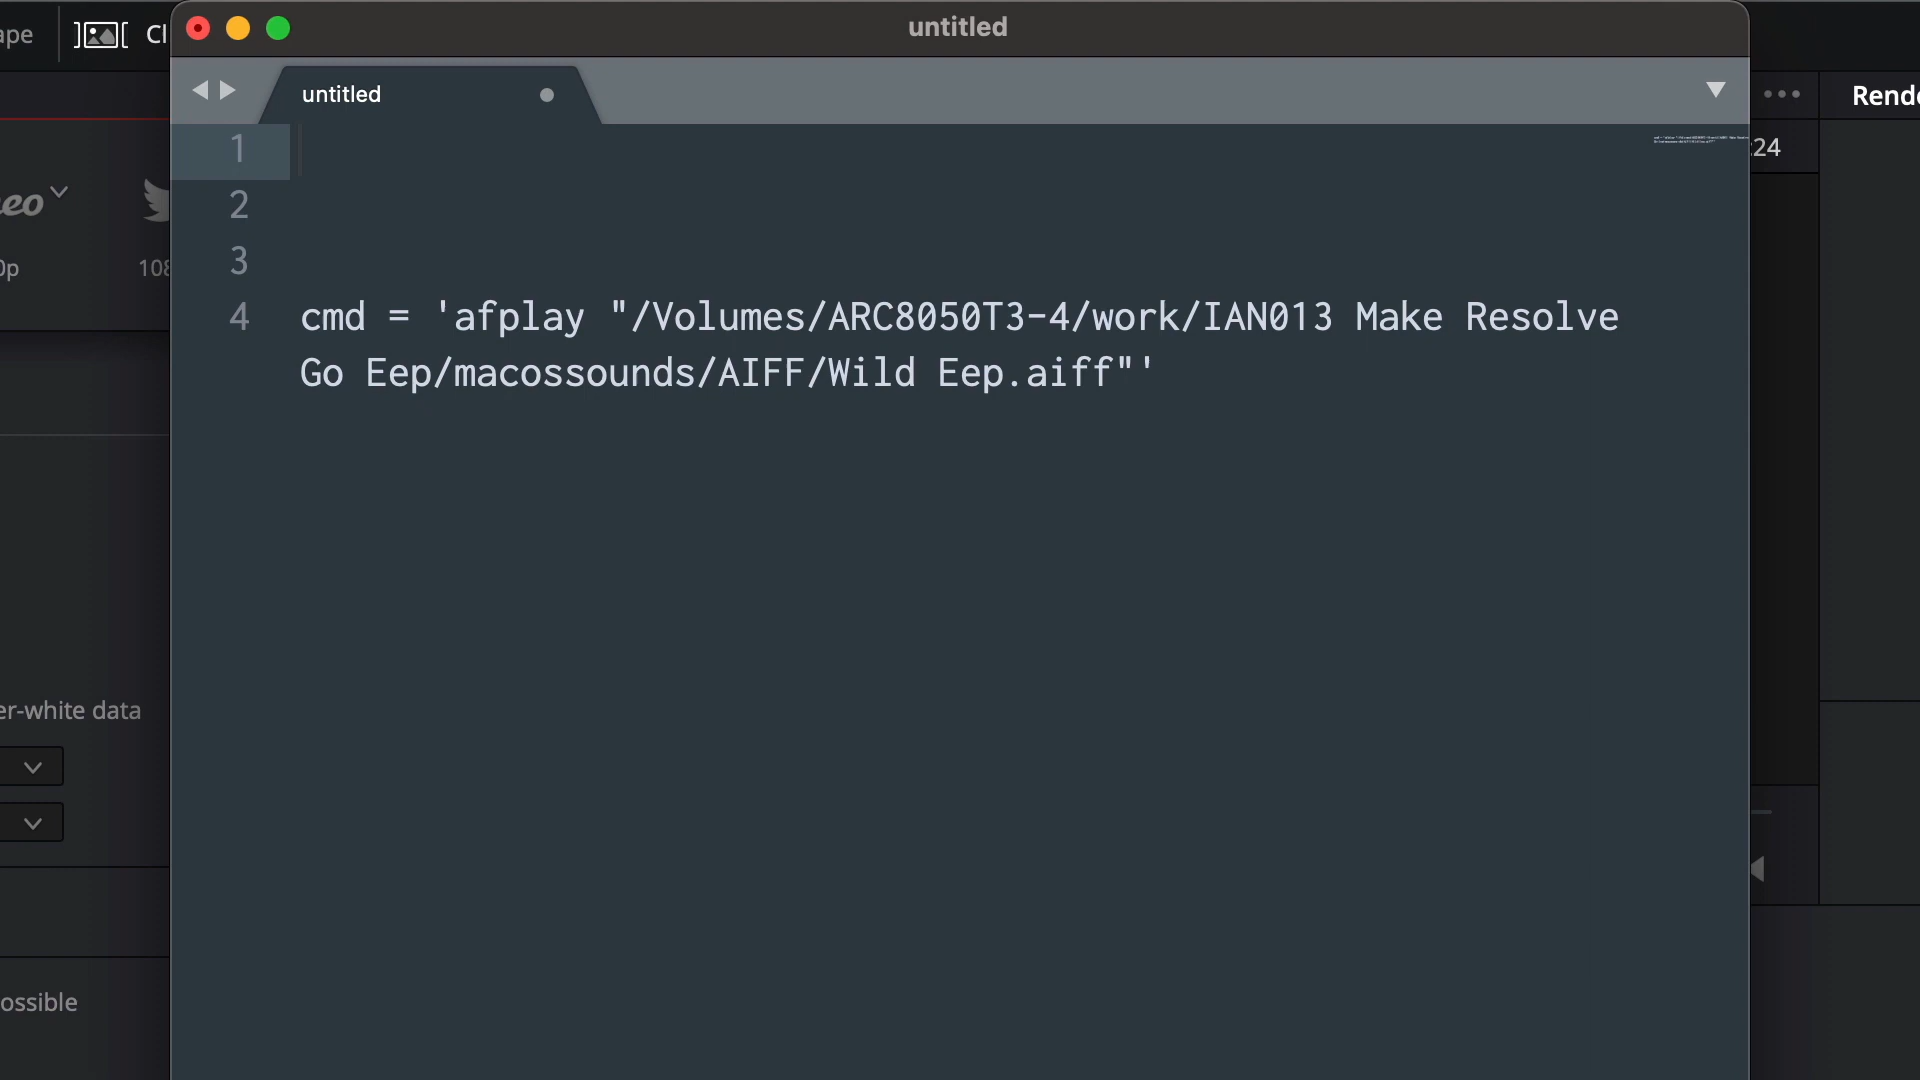 ape
Cl
untitled
untitled
Rende
1
:24
2
eo
3
0p
108
4
cmd = 'afplay "/Volumes/ARC8050T3-4/work/IAN013 Make Resolve
Go Eep/macossounds/AIFF/Wild Eep.aiff"'
er-white data
ossible